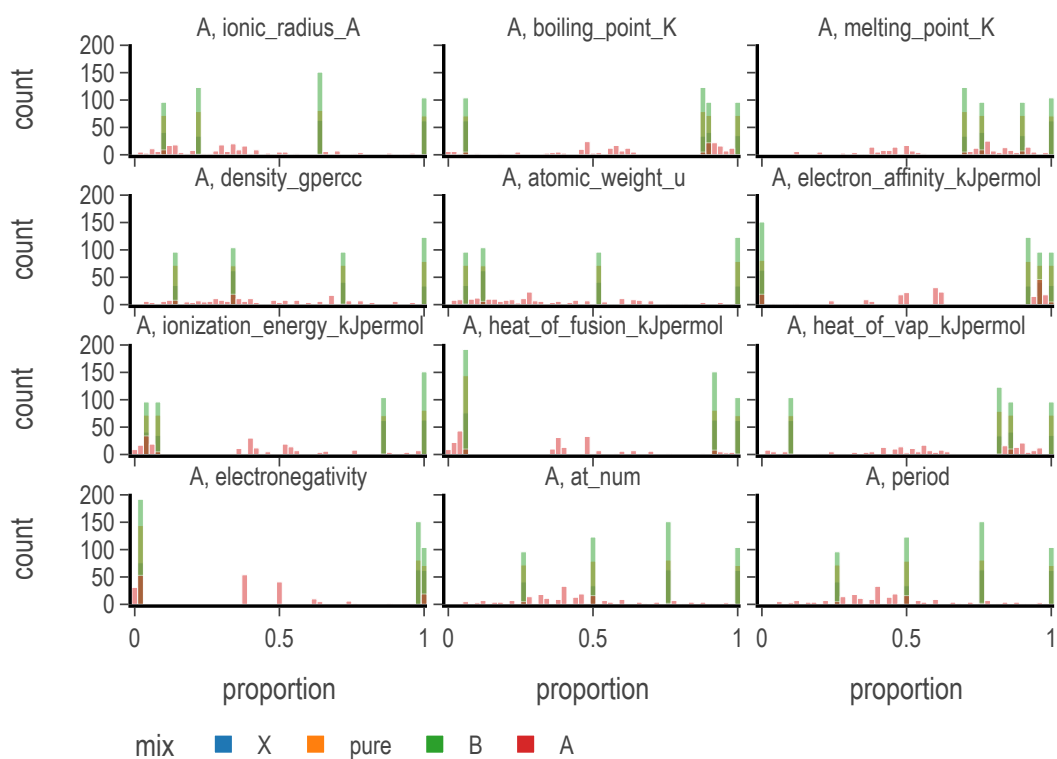 A, ionic_radius_A A, boiling_point_K A, melting_point_K
200
150
100
50
0
count
A, density_gpercc A, atomic_weight_u A, electron_affinity_kJpermol
200
150
100
50
0
count
A, ionization_energy_kJpermol A, heat_of_fusion_kJpermol A, heat_of_vap_kJpermol
200
150
100
50
0
count
A, electronegativity A, at_num A, period
200
150
100
50
0
count
0 0.5 1 0 0.5 1 0 0.5 1
proportion proportion proportion
mix X pure B A